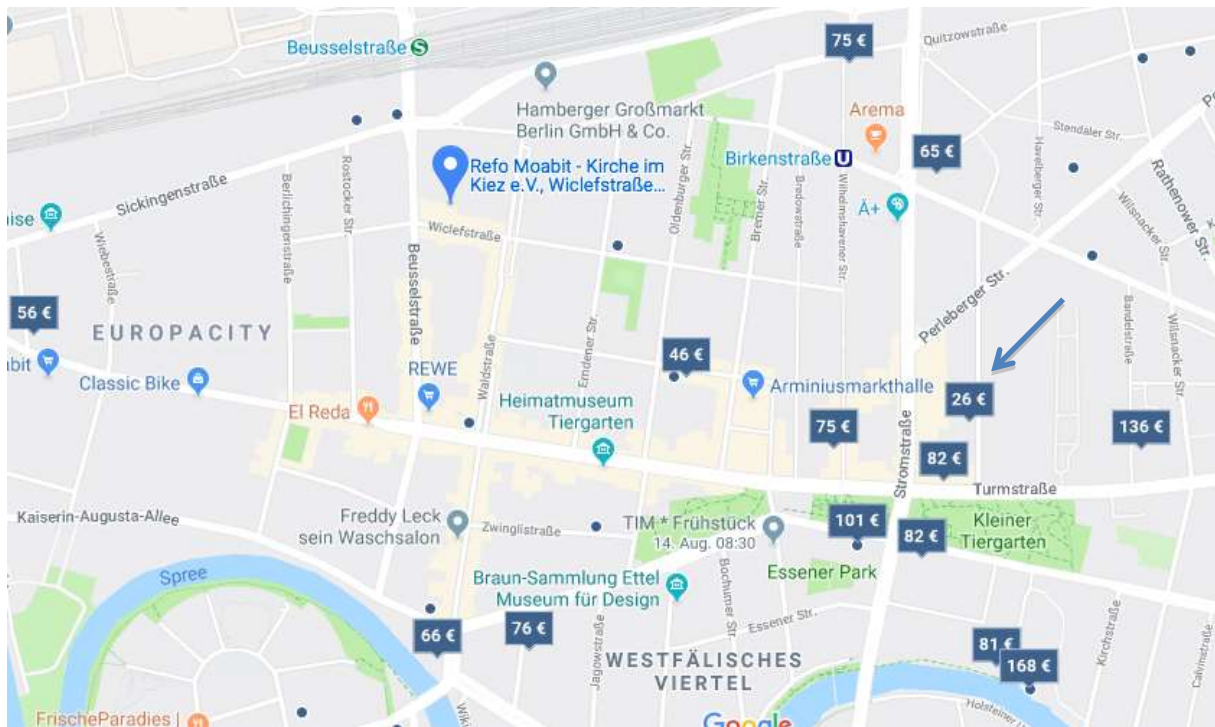 75 €
Quitzowstraße
Beusselstraße S
Hamberger Großmarkt
Berlin GmbH & Co.
Arema
Stendaler Str.
65 €
Birkenstraße U
Refo Moabit - Kirche im
Kiez e.V., Wiclefstraße...
Oldenburger Str.
Bremer Str.
Bredowstraße
Wilhelmshavener Str.
Havelberger Str.
Rathenower Str.
Wilsnacker Str.
Sickingenstraße
Berlichingenstraße
Rostocker Str.
Ä+
Wiclefstraße
Wiebestraße
Beusselstraße
Perleberger Str.
56 €
EUROPACITY
Waldstraße
Emdener Str.
Bandelstraße
Wilsnacker Str.
46 €
REWE
Classic Bike
Arminiusmarkthalle
26 €
El Reda
Heimatmuseum
Tiergarten
75 €
136 €
82 €
Stromstraße
Turmstraße
Kaiserin-Augusta-Allee
Freddy Leck
sein Waschsalon
Zwinglistraße
TIM * Frühstück
14. Aug. 08:30
101 €
82 €
Kleiner
Tiergarten
Spree
Braun-Sammlung Ettel
Museum für Design
Bochumer Str.
Essener Park
Essener Str.
66 €
76 €
Jagowstraße
WESTFÄLISCHES
VIERTEL
81 €
168 €
Kirchstraße
Calvinstraße
FrischeParadies |
Google
Holsteiner